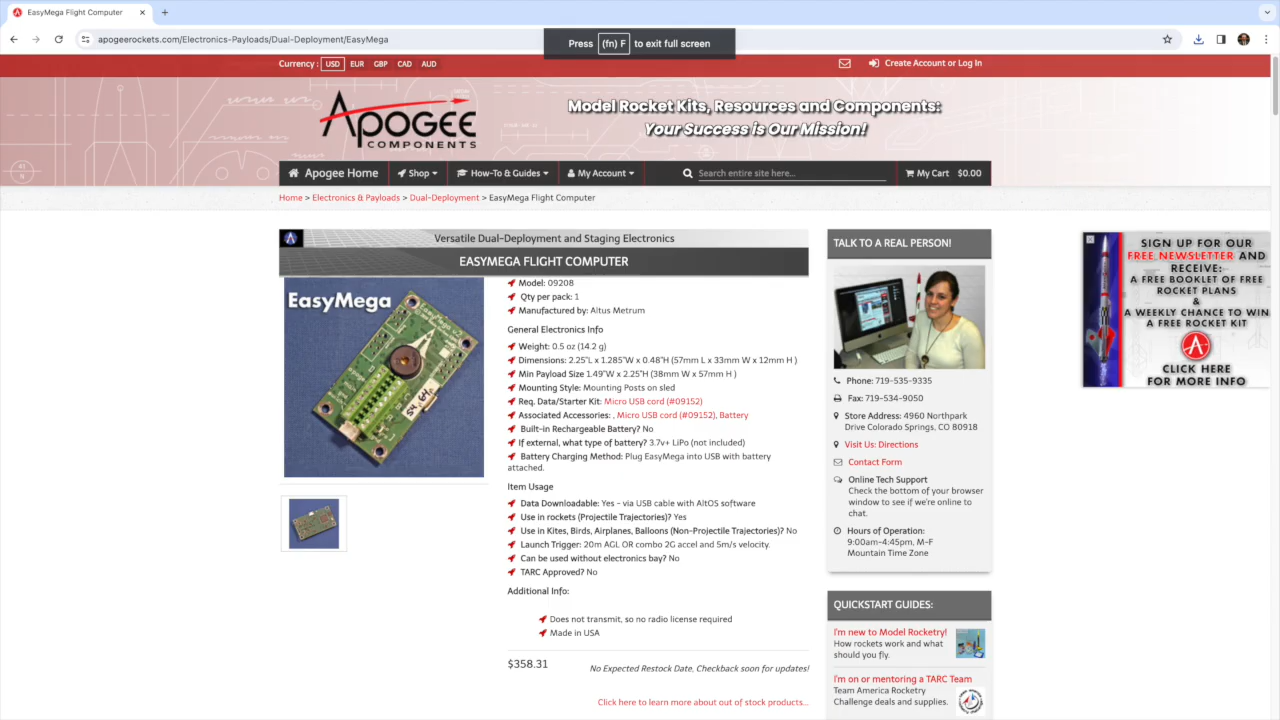 EasyMega Flight Computer
apogeerockets.com/Electronics-Payloads/Dual-Deployment/EasyMega
Press (fn) F to exit full screen
Currency : USD EUR GBP CAD AUD
Create Account or Log In
APOGEE
COMPONENTS
Model Rocket Kits, Resources and Components:
Your Success is Our Mission!
Apogee Home Shop How-To & Guides My Account Search entire site here... My Cart $0.00
Home > Electronics & Payloads > Dual-Deployment > EasyMega Flight Computer
Versatile Dual-Deployment and Staging Electronics
EASYMEGA FLIGHT COMPUTER
EasyMega
Model: 09208
Qty per pack: 1
Manufactured by: Altus Metrum
General Electronics Info
Weight: 0.5 oz (14.2 g)
Dimensions: 2.25"L x 1.285"W x 0.48"H (57mm L x 33mm W x 12mm H )
Min Payload Size 1.49"W x 2.25"H (38mm W x 57mm H )
Mounting Style: Mounting Posts on sled
Req. Data/Starter Kit: Micro USB cord (#09152)
Associated Accessories: , Micro USB cord (#09152), Battery
Built-in Rechargeable Battery? No
If external, what type of battery? 3.7v+ LiPo (not included)
Battery Charging Method: Plug EasyMega into USB with battery
attached.
Item Usage
Data Downloadable: Yes - via USB cable with AltOS software
Use in rockets (Projectile Trajectories)? Yes
Use in Kites, Birds, Airplanes, Balloons (Non-Projectile Trajectories)? No
Launch Trigger: 20m AGL OR combo 2G accel and 5m/s velocity.
Can be used without electronics bay? No
TARC Approved? No
Additional Info:
Does not transmit, so no radio license required
Made in USA
$358.31
No Expected Restock Date, Checkback soon for updates!
Click here to learn more about out of stock products...
TALK TO A REAL PERSON!
Phone: 719-535-9335
Fax: 719-534-9050
Store Address: 4960 Northpark
Drive Colorado Springs, CO 80918
Visit Us: Directions
Contact Form
Online Tech Support
Check the bottom of your browser
window to see if we're online to
chat.
Hours of Operation:
9:00am-4:45pm, M-F
Mountain Time Zone
QUICKSTART GUIDES:
I'm new to Model Rocketry!
How rockets work and what
should you fly.
I'm on or mentoring a TARC Team
Team America Rocketry
Challenge deals and supplies.
SIGN UP FOR OUR
FREE NEWSLETTER AND
RECEIVE:
A FREE BOOKLET OF FREE
ROCKET PLANS
&
A WEEKLY CHANCE TO WIN
A FREE ROCKET KIT
CLICK HERE
FOR MORE INFO